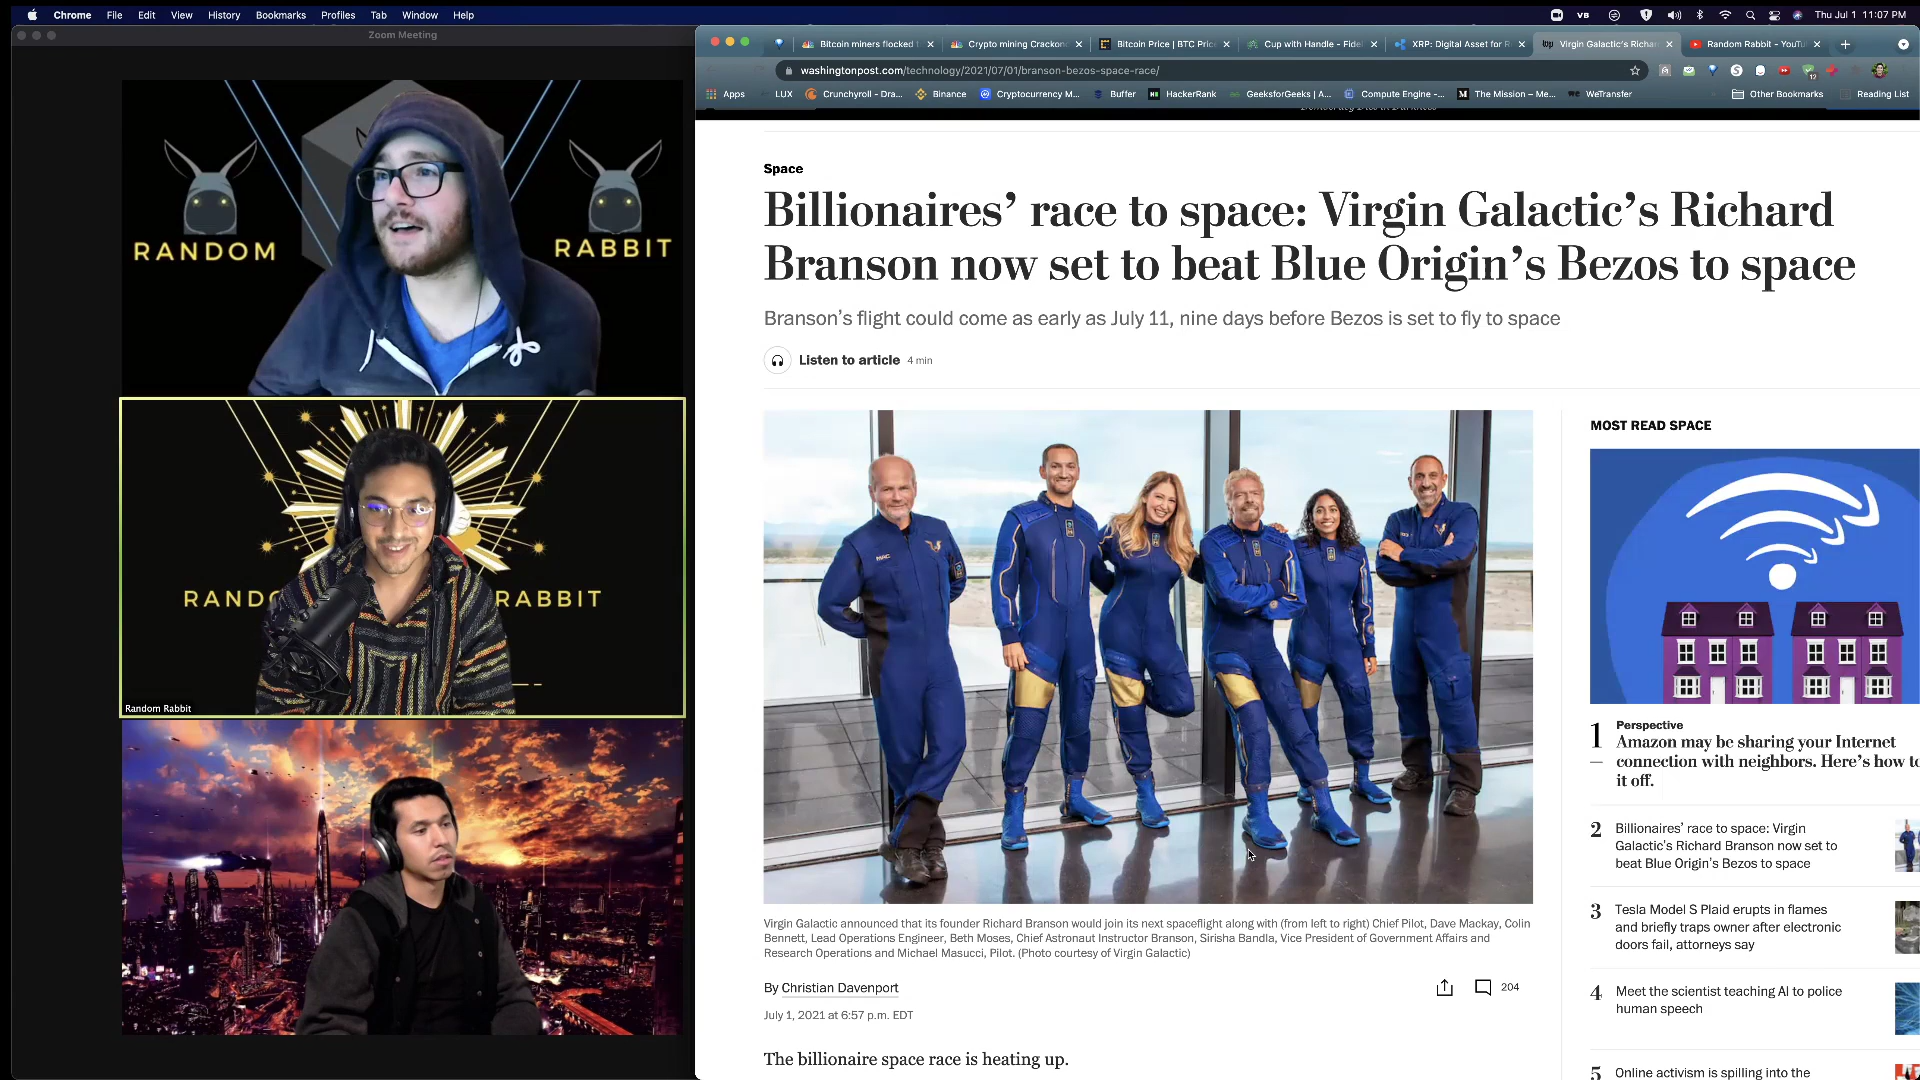 Chrome File Edit View History Bookmarks Profiles Tab Window Help
VB Thu Jul 1 11:07 PM
Zoom Meeting
RANDOM RABBIT
RABBIT
Random Rabbit
Bitcoin miners flocked Crypto mining Crackdo Bitcoin Price | BTC Pric Cup with Handle - Fidel XRP: Digital Asset for R Virgin Galactic's Richar Random Rabbit - YouTu
washingtonpost.com/technology/2021/07/01/branson-bezos-space-race/
12
Apps LUX Crunchyroll - Dra... Binance Cryptocurrency M... Buffer HackerRank GeeksforGeeks | A... Compute Engine -... The Mission – Me... WeTransfer Other Bookmarks Reading List
Democracy Dies in Darkness
Space
Billionaires’ race to space: Virgin Galactic’s Richard
Branson now set to beat Blue Origin’s Bezos to space
Branson’s flight could come as early as July 11, nine days before Bezos is set to fly to space
Listen to article 4 min
Virgin Galactic announced that its founder Richard Branson would join its next spaceflight along with (from left to right) Chief Pilot, Dave Mackay, Colin
Bennett, Lead Operations Engineer, Beth Moses, Chief Astronaut Instructor Branson, Sirisha Bandla, Vice President of Government Affairs and
Research Operations and Michael Masucci, Pilot. (Photo courtesy of Virgin Galactic)
By Christian Davenport
204
July 1, 2021 at 6:57 p.m. EDT
The billionaire space race is heating up.
MOST READ SPACE
1 Perspective
Amazon may be sharing your Internet
connection with neighbors. Here’s how to
it off.
2 Billionaires’ race to space: Virgin
Galactic’s Richard Branson now set to
beat Blue Origin’s Bezos to space
3 Tesla Model S Plaid erupts in flames
and briefly traps owner after electronic
doors fail, attorneys say
4 Meet the scientist teaching AI to police
human speech
5 Online activism is spilling into the